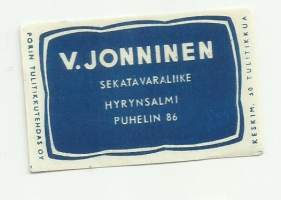 PORIN TULITIKKUTEHDAS OY
V. JONNINEN
SEKATAVARALIIKE
HYRYNSALMI
PUHELIN 86
KESKIM. 50 TULITIKKUA